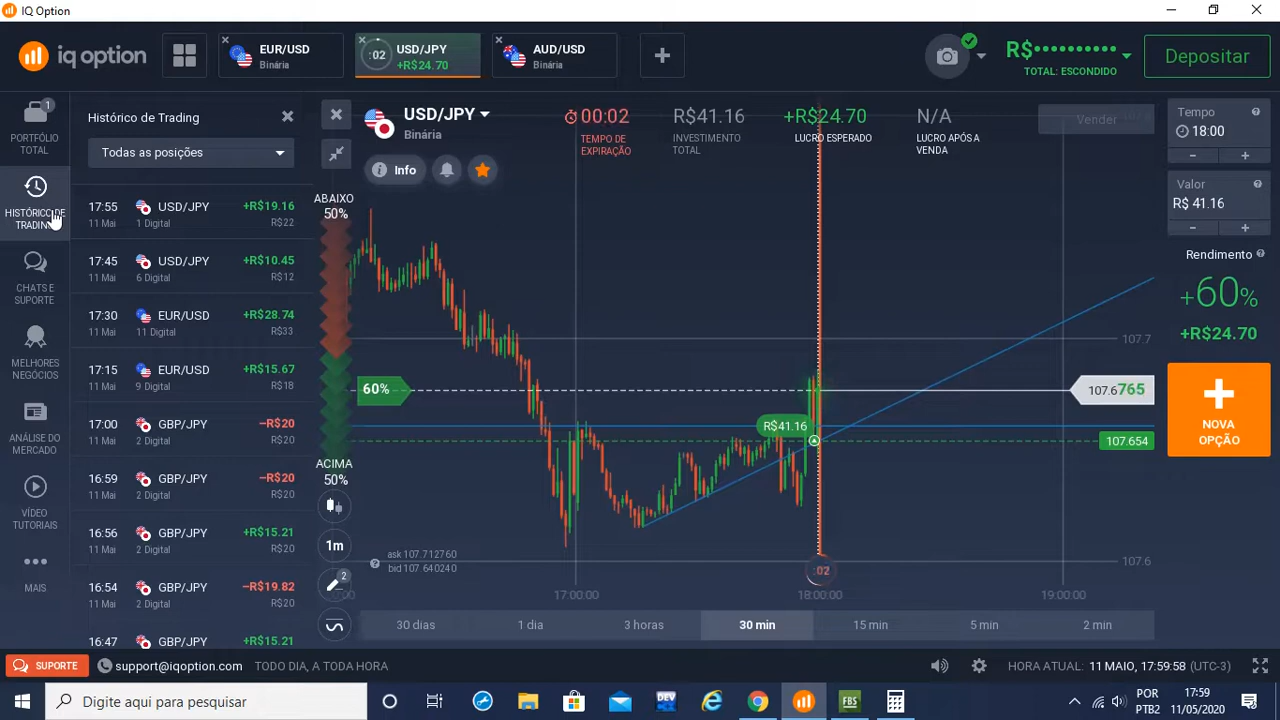 IQ Option
iq option
EUR/USD
Binária
:02
USD/JPY
+R$24.70
AUD/USD
Binária
R$••••••••••
TOTAL: ESCONDIDO
Depositar
1
PORTFÓLIO
TOTAL
HISTÓRICO DE
CHATS E
SUPORTE
MELHORES
NEGÓCIOS
ANÁLISE DO
MERCADO
VÍDEO
TUTORIAIS
MAIS
Histórico de Trading
Todas as posições
17:55 USD/JPY +R$19.16
11 Mai 1 Digital R$22
17:45 USD/JPY +R$10.45
11 Mai 6 Digital R$12
17:30 EUR/USD +R$28.74
11 Mai 11 Digital R$33
17:15 EUR/USD +R$15.67
11 Mai 9 Digital R$18
17:00 GBP/JPY −R$20
11 Mai 2 Digital R$20
16:59 GBP/JPY −R$20
11 Mai 2 Digital R$20
16:56 GBP/JPY +R$15.21
11 Mai 2 Digital R$20
16:54 GBP/JPY −R$19.82
11 Mai 2 Digital R$20
16:47 GBP/JPY +R$15.21
USD/JPY
Binária
Info
00:02
TEMPO DE
EXPIRAÇÃO
R$41.16
INVESTIMENTO
TOTAL
+R$24.70
LUCRO ESPERADO
N/A
LUCRO APÓS A
VENDA
Vender
ABAIXO
50%
60%
ACIMA
50%
1m
2
R$41.16
107.7
107.6765
107.654
107.6
ask 107.712760
bid 107.640240
:02
17:00:00
18:00:00
19:00:00
30 dias
1 dia
3 horas
30 min
15 min
5 min
2 min
Tempo
18:00
−
+
Valor
R$ 41.16
−
+
Rendimento
+60%
+R$24.70
NOVA
OPÇÃO
SUPORTE
support@iqoption.com
TODO DIA, A TODA HORA
HORA ATUAL: 11 MAIO, 17:59:58 (UTC-3)
Digite aqui para pesquisar
DEV
FBS
POR
PTB2
17:59
11/05/2020